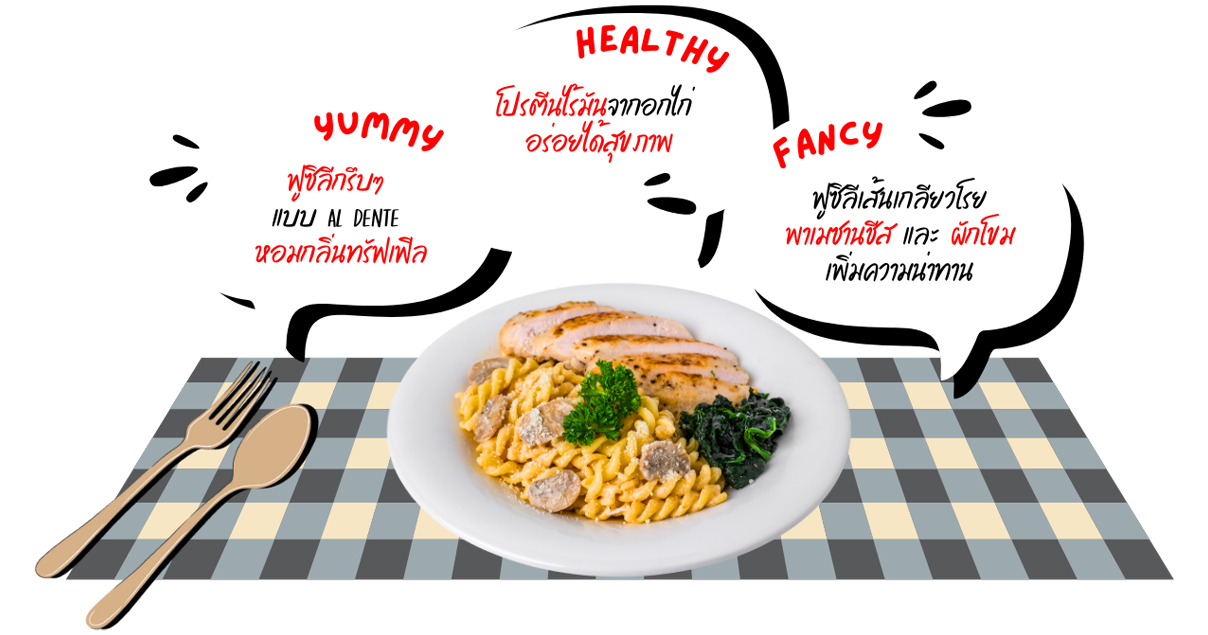 YUMMY
ฟูซิลีกรึบๆ
แบบ AL DENTE
หอมกลิ่นทรัฟเฟิล
HEALTHY
โปรตีนไร้มันจากอกไก่
อร่อยได้สุขภาพ
FANCY
ฟูซิลีเส้นเกลียวโรย
พาเมซานชีส และ ผักโขม
เพิ่มความน่าทาน